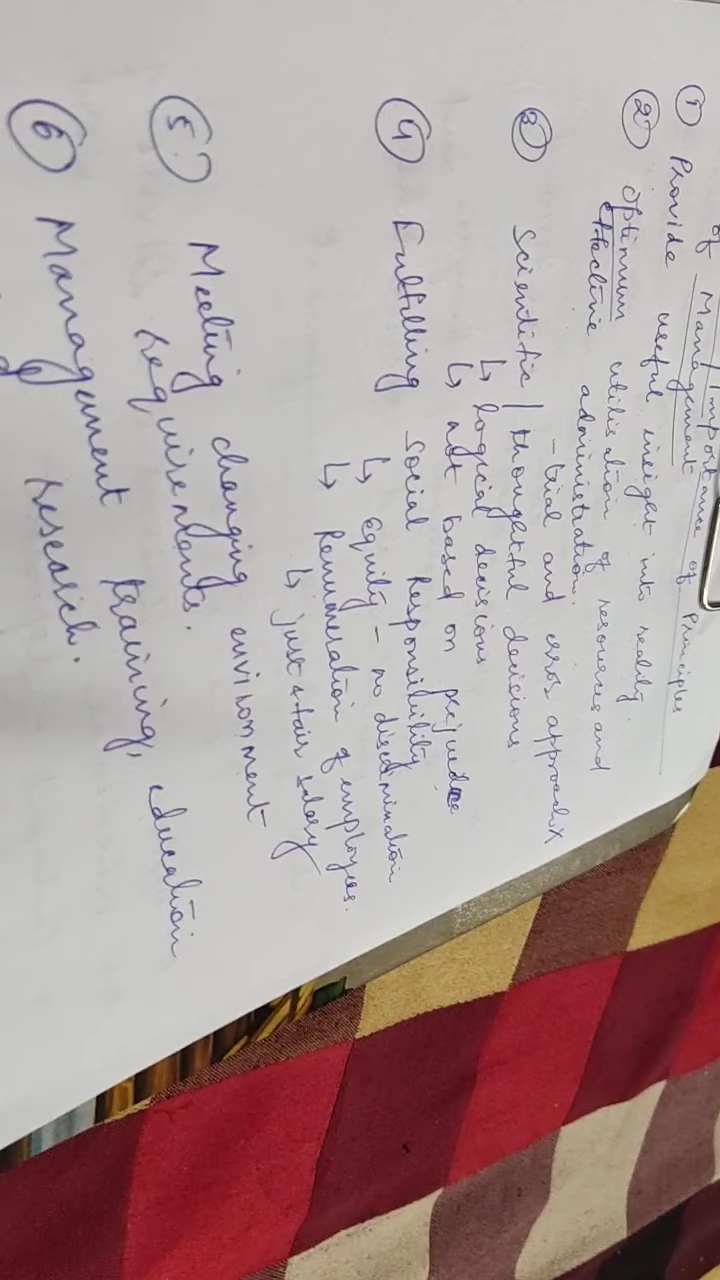 of Management / Importance of Principles
① Provide useful insight into reality.
② Optimum utilisation of resources and
effective administration.
- trial and error approach X
③ Scientific / thoughtful decisions
↳ logical decisions
↳ not based on prejudice
④ Fulfilling Social Responsibility
↳ equity - no discrimination
↳ Remuneration of employees.
↳ just & fair salary
⑤ Meeting changing environment
requirements.
⑥ Management training, education
research.